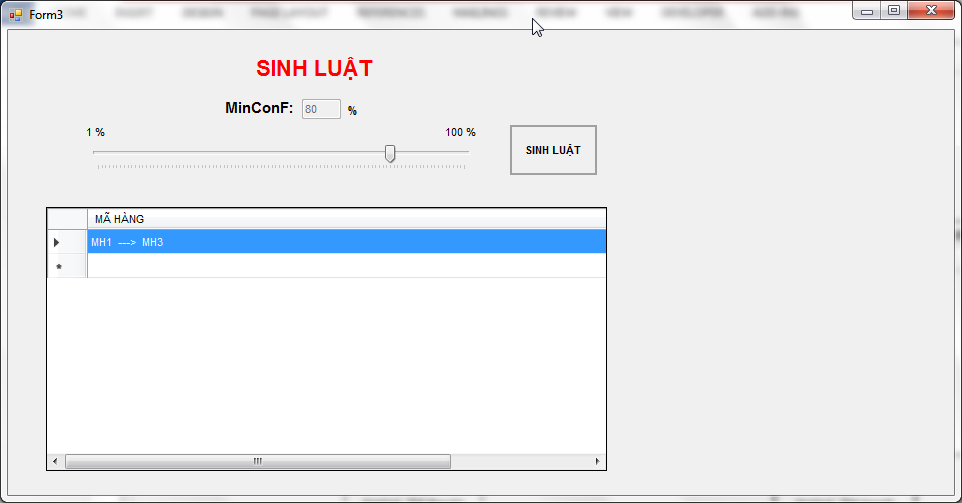 Form3
SINH LUẬT
MinConF: 80 %
1 % 100 %
SINH LUẬT
MÃ HÀNG
MH1 ---> MH3
*